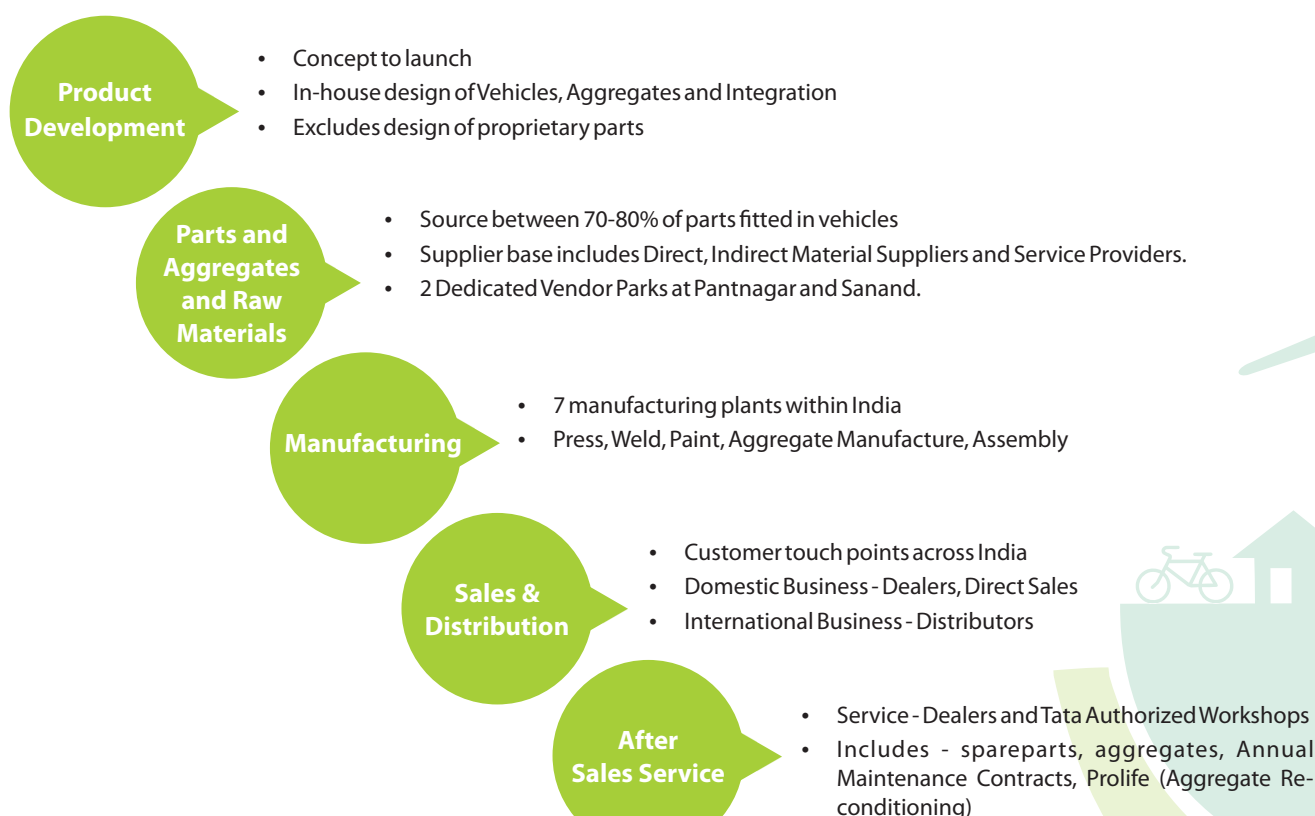 Product
Development
• Concept to launch
• In-house design of Vehicles, Aggregates and Integration
• Excludes design of proprietary parts
Parts and
Aggregates
and Raw
Materials
• Source between 70-80% of parts fitted in vehicles
• Supplier base includes Direct, Indirect Material Suppliers and Service Providers.
• 2 Dedicated Vendor Parks at Pantnagar and Sanand.
Manufacturing
• 7 manufacturing plants within India
• Press, Weld, Paint, Aggregate Manufacture, Assembly
Sales &
Distribution
• Customer touch points across India
• Domestic Business - Dealers, Direct Sales
• International Business - Distributors
After
Sales Service
• Service - Dealers and Tata Authorized Workshops
• Includes - spareparts, aggregates, Annual
Maintenance Contracts, Prolife (Aggregate Re-
conditioning)